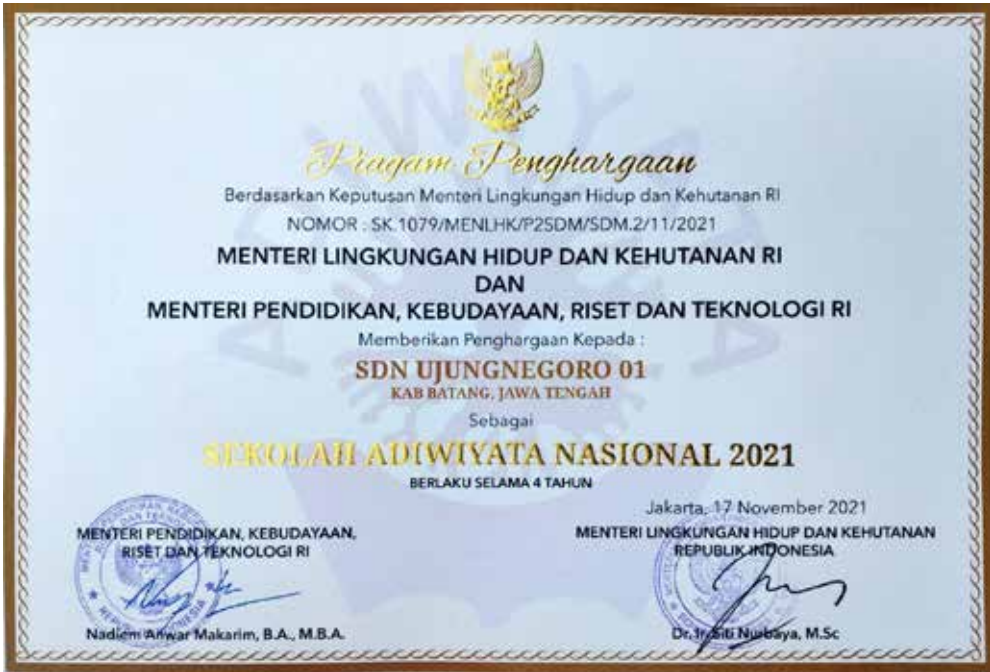 Piagam Penghargaan
Berdasarkan Keputusan Menteri Lingkungan Hidup dan Kehutanan RI
NOMOR : SK.1079/MENLHK/P2SDM/SDM.2/11/2021
MENTERI LINGKUNGAN HIDUP DAN KEHUTANAN RI
DAN
MENTERI PENDIDIKAN, KEBUDAYAAN, RISET DAN TEKNOLOGI RI
Memberikan Penghargaan Kepada :
SDN UJUNGNEGORO 01
KAB BATANG, JAWA TENGAH
Sebagai
SEKOLAH ADIWIYATA NASIONAL 2021
BERLAKU SELAMA 4 TAHUN
Jakarta, 17 November 2021
MENTERI PENDIDIKAN, KEBUDAYAAN,
RISET DAN TEKNOLOGI RI
Nadiem Anwar Makarim, B.A., M.B.A.
MENTERI LINGKUNGAN HIDUP DAN KEHUTANAN
REPUBLIK INDONESIA
Dr. Ir. Siti Nurbaya, M.Sc